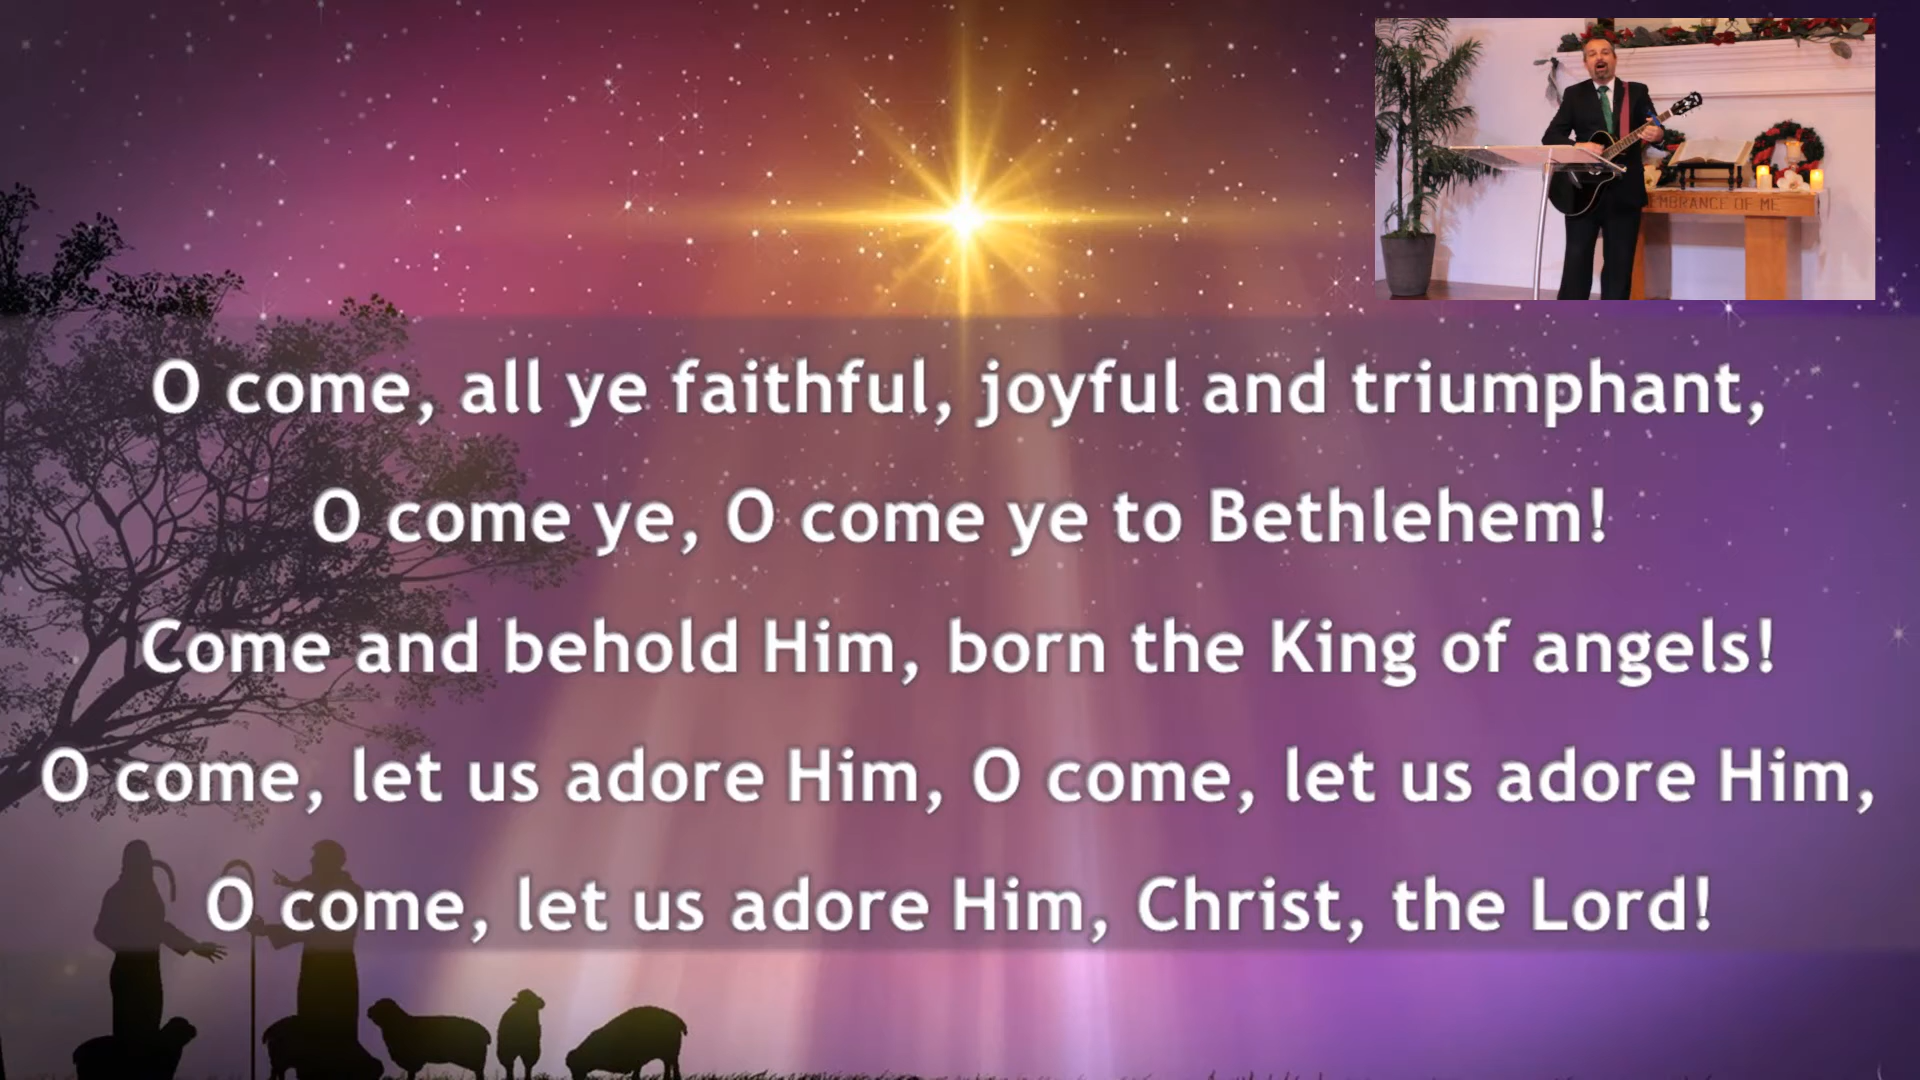 O come, all ye faithful, joyful and triumphant,
O come ye, O come ye to Bethlehem!
Come and behold Him, born the King of angels!
O come, let us adore Him, O come, let us adore Him,
O come, let us adore Him, Christ, the Lord!
OF ME